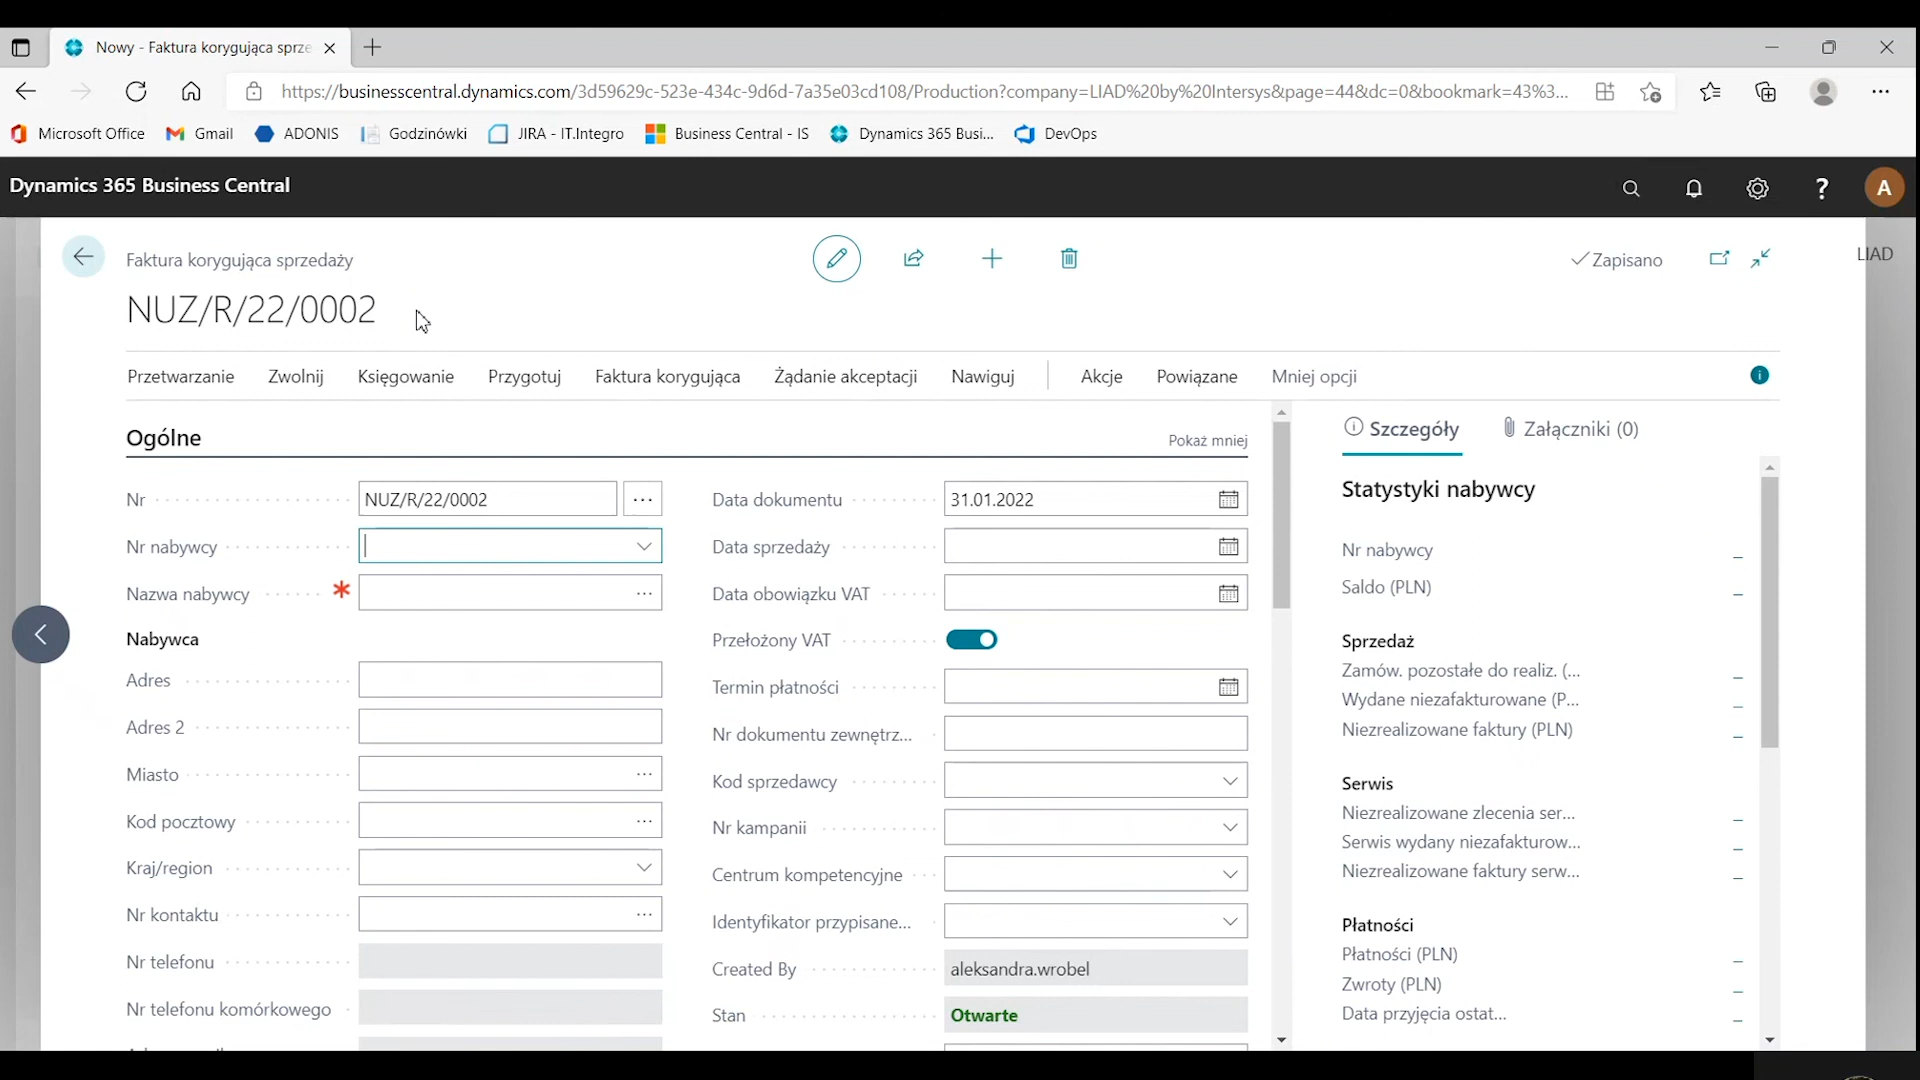 Nowy - Faktura korygująca sprze
https://businesscentral.dynamics.com/3d59629c-523e-434c-9d6d-7a35e03cd108/Production?company=LIAD%20by%20Intersys&page=44&dc=0&bookmark=43%3...
Microsoft Office Gmail ADONIS Godzinówki JIRA - IT.Integro Business Central - IS Dynamics 365 Busi... DevOps
Dynamics 365 Business Central
? A
Faktura korygująca sprzedaży
Zapisano
LIAD
NUZ/R/22/0002
Przetwarzanie Zwolnij Księgowanie Przygotuj Faktura korygująca Żądanie akceptacji Nawiguj Akcje Powiązane Mniej opcji
Ogólne
Pokaż mniej
Nr NUZ/R/22/0002 ...
Nr nabywcy
Nazwa nabywcy * ...
Nabywca
Adres
Adres 2
Miasto ...
Kod pocztowy ...
Kraj/region
Nr kontaktu ...
Nr telefonu
Nr telefonu komórkowego
Data dokumentu 31.01.2022
Data sprzedaży
Data obowiązku VAT
Przełożony VAT
Termin płatności
Nr dokumentu zewnętrz...
Kod sprzedawcy
Nr kampanii
Centrum kompetencyjne
Identyfikator przypisane...
Created By aleksandra.wrobel
Stan Otwarte
Szczegóły Załączniki (0)
Statystyki nabywcy
Nr nabywcy _
Saldo (PLN) _
Sprzedaż
Zamów. pozostałe do realiz. (... _
Wydane niezafakturowane (P... _
Niezrealizowane faktury (PLN) _
Serwis
Niezrealizowane zlecenia ser... _
Serwis wydany niezafakturow... _
Niezrealizowane faktury serw... _
Płatności
Płatności (PLN) _
Zwroty (PLN) _
Data przyjęcia ostat... _